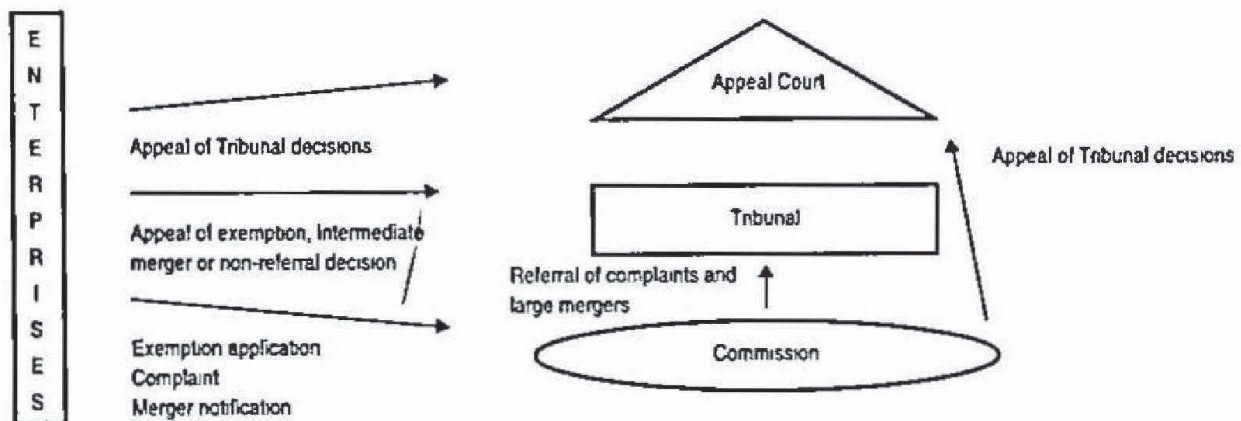 ENTERPRISES
Appeal Court
Appeal of Tribunal decisions
Appeal of Tribunal decisions
Tribunal
Appeal of exemption, intermediate
merger or non-referral decision
Referral of complaints and
large mergers
Commission
Exemption application
Complaint
Merger notification